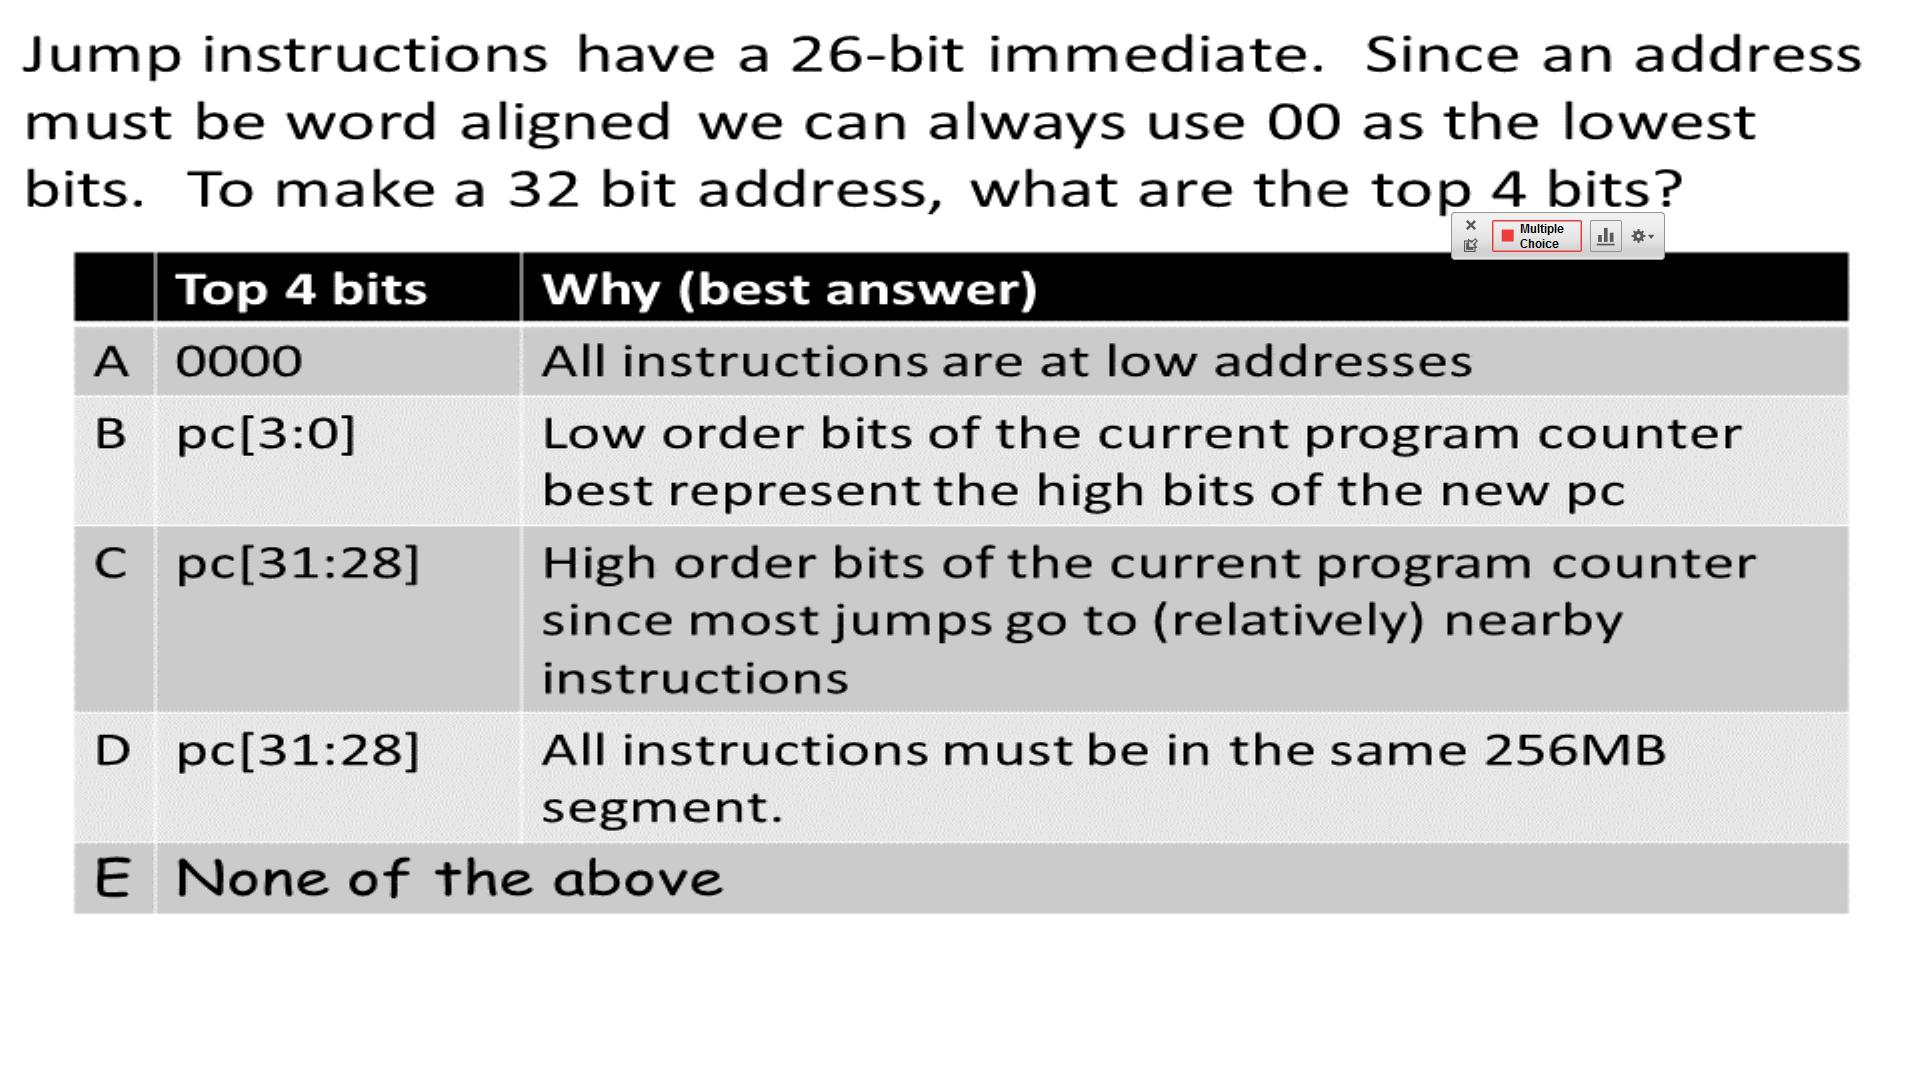 Jump instructions have a 26-bit immediate. Since an address
must be word aligned we can always use 00 as the lowest
bits. To make a 32 bit address, what are the top 4 bits?
Multiple
Choice
Top 4 bits Why (best answer)
A 0000 All instructions are at low addresses
B pc[3:0] Low order bits of the current program counter
best represent the high bits of the new pc
C pc[31:28] High order bits of the current program counter
since most jumps go to (relatively) nearby
instructions
D pc[31:28] All instructions must be in the same 256MB
segment.
E None of the above